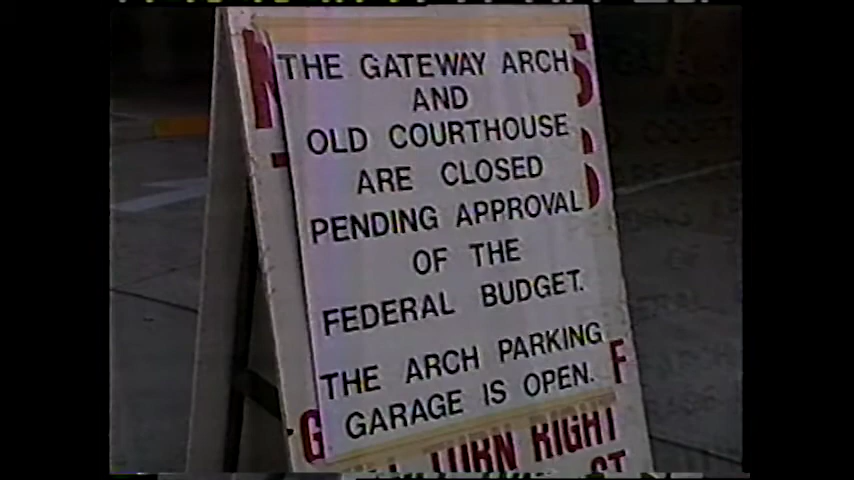 THE GATEWAY ARCH
AND
OLD COURTHOUSE
ARE CLOSED
PENDING APPROVAL
OF THE
FEDERAL BUDGET.
THE ARCH PARKING
GARAGE IS OPEN.
TURN RIGHT
ST